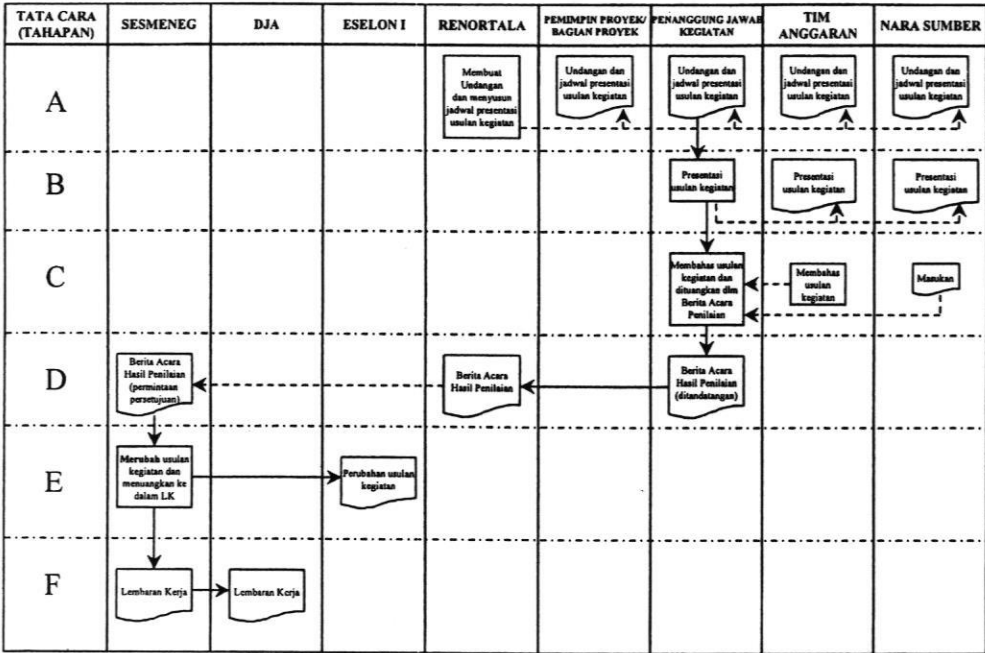 TATA CARA
(TAHAPAN)
SESMENEG
DJA
ESELON I
RENORTALA
PEMIMPIN PROYEK/
BAGIAN PROYEK
PENANGGUNG JAWAB
KEGIATAN
TIM
ANGGARAN
NARA SUMBER
A
Membuat
Undangan
dan menyusun
jadwal presentasi
usulan kegiatan
Undangan dan
jadwal presentasi
usulan kegiatan
Undangan dan
jadwal presentasi
usulan kegiatan
Undangan dan
jadwal presentasi
usulan kegiatan
Undangan dan
jadwal presentasi
usulan kegiatan
B
Presentasi
usulan kegiatan
Presentasi
usulan kegiatan
Presentasi
usulan kegiatan
C
Membahas usulan
kegiatan dan
dituangkan dlm
Berita Acara
Penilaian
Membahas
usulan
kegiatan
Masukan
D
Berita Acara
Hasil Penilaian
(permintaan
persetujuan)
Berita Acara
Hasil Penilaian
Berita Acara
Hasil Penilaian
(ditandatangan)
E
Merubah usulan
kegiatan dan
menuangkan ke
dalam LK
Perubahan usulan
kegiatan
F
Lembaran Kerja
Lembaran Kerja